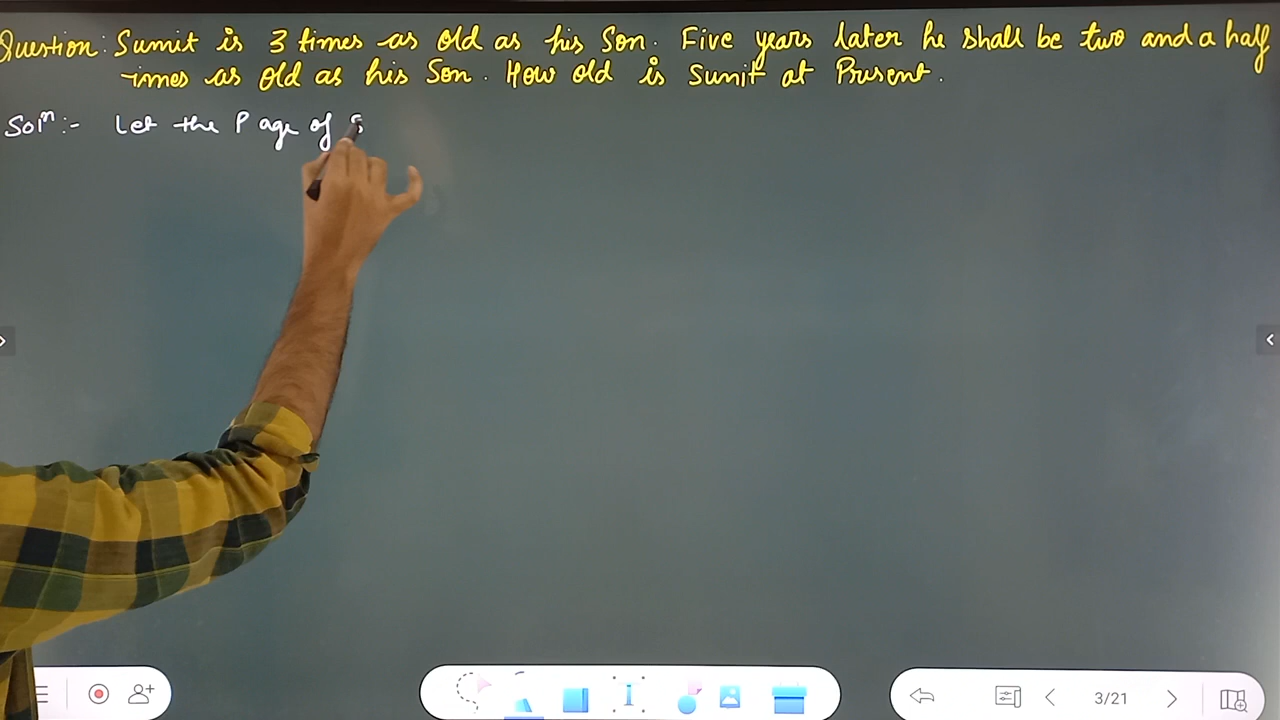 Question: Sumit is 3 times as old as his Son. Five years later he shall be two and a half
times as old as his Son. How old is Sumit at Present.
Solⁿ:- Let the P age of S
3/21